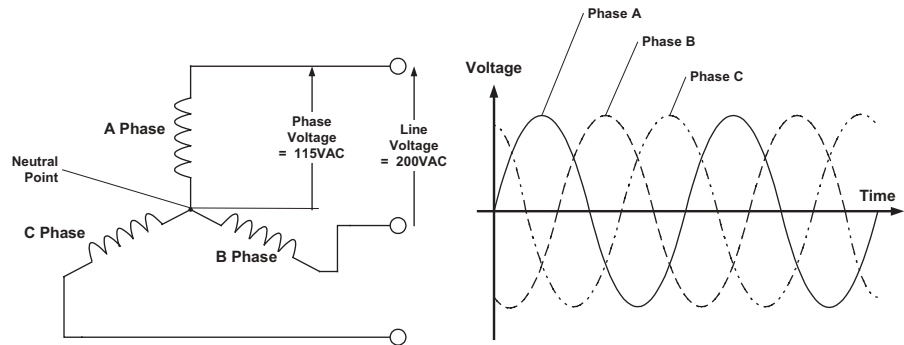 A Phase
Phase
Voltage
= 115VAC
Line
Voltage
= 200VAC
Neutral
Point
C Phase
B Phase
Phase A
Phase B
Phase C
Voltage
Time